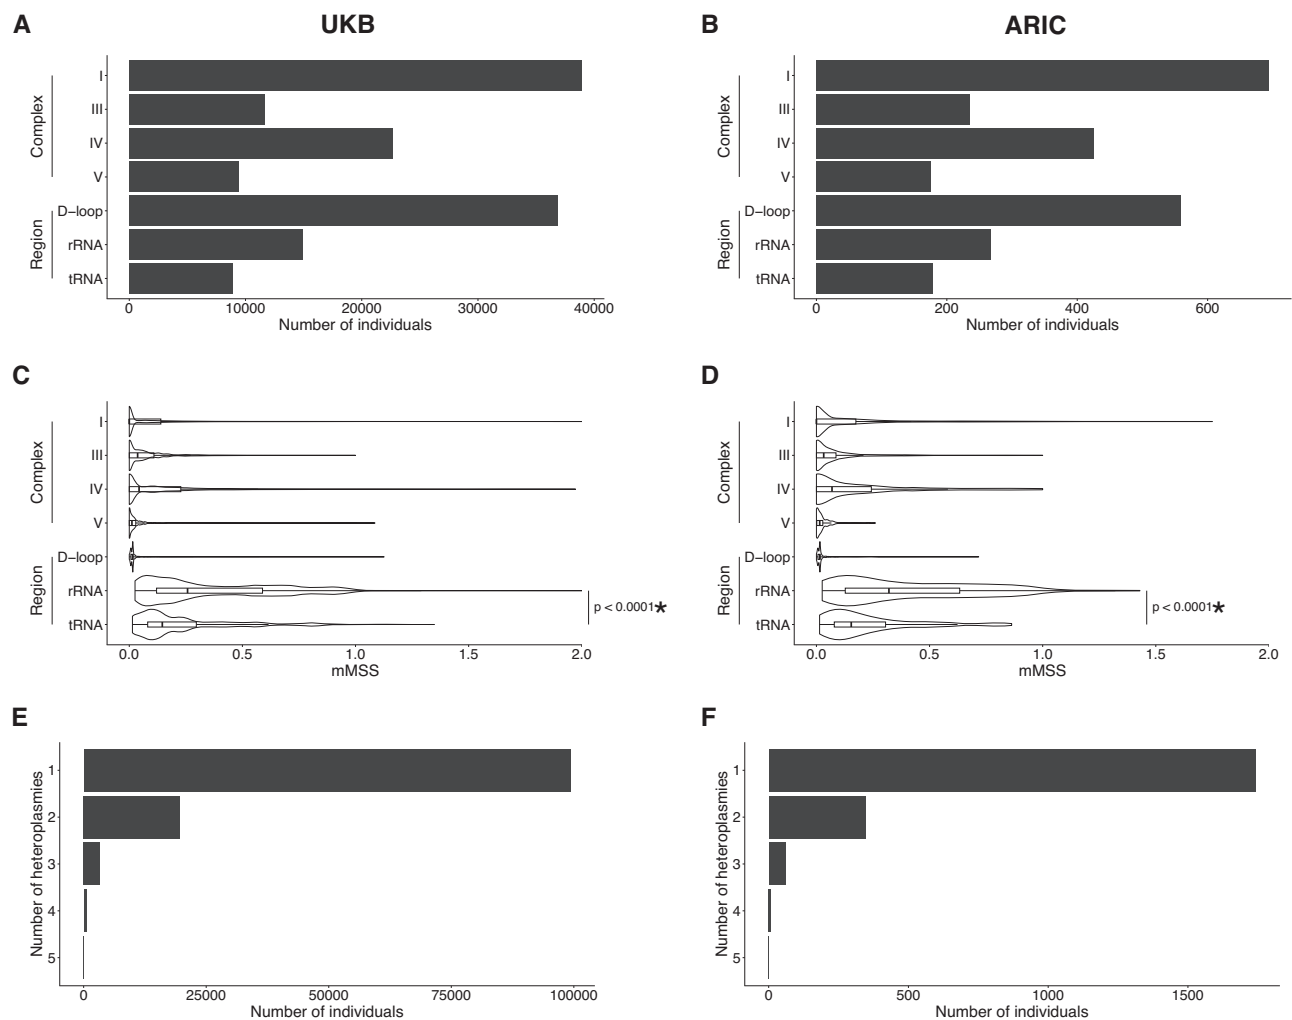 A
UKB
Complex
I
III
IV
V
Region
D−loop
rRNA
tRNA
0
10000
20000
30000
40000
Number of individuals
B
ARIC
Complex
I
III
IV
V
Region
D−loop
rRNA
tRNA
0
200
400
600
Number of individuals
C
Complex
I
III
IV
V
Region
D−loop
rRNA
tRNA
p < 0.0001*
0.0
0.5
1.0
1.5
2.0
mMSS
D
Complex
I
III
IV
V
Region
D−loop
rRNA
tRNA
p < 0.0001*
0.0
0.5
1.0
1.5
2.0
mMSS
E
Number of heteroplasmies
1
2
3
4
5
0
25000
50000
75000
100000
Number of individuals
F
Number of heteroplasmies
1
2
3
4
5
0
500
1000
1500
Number of individuals